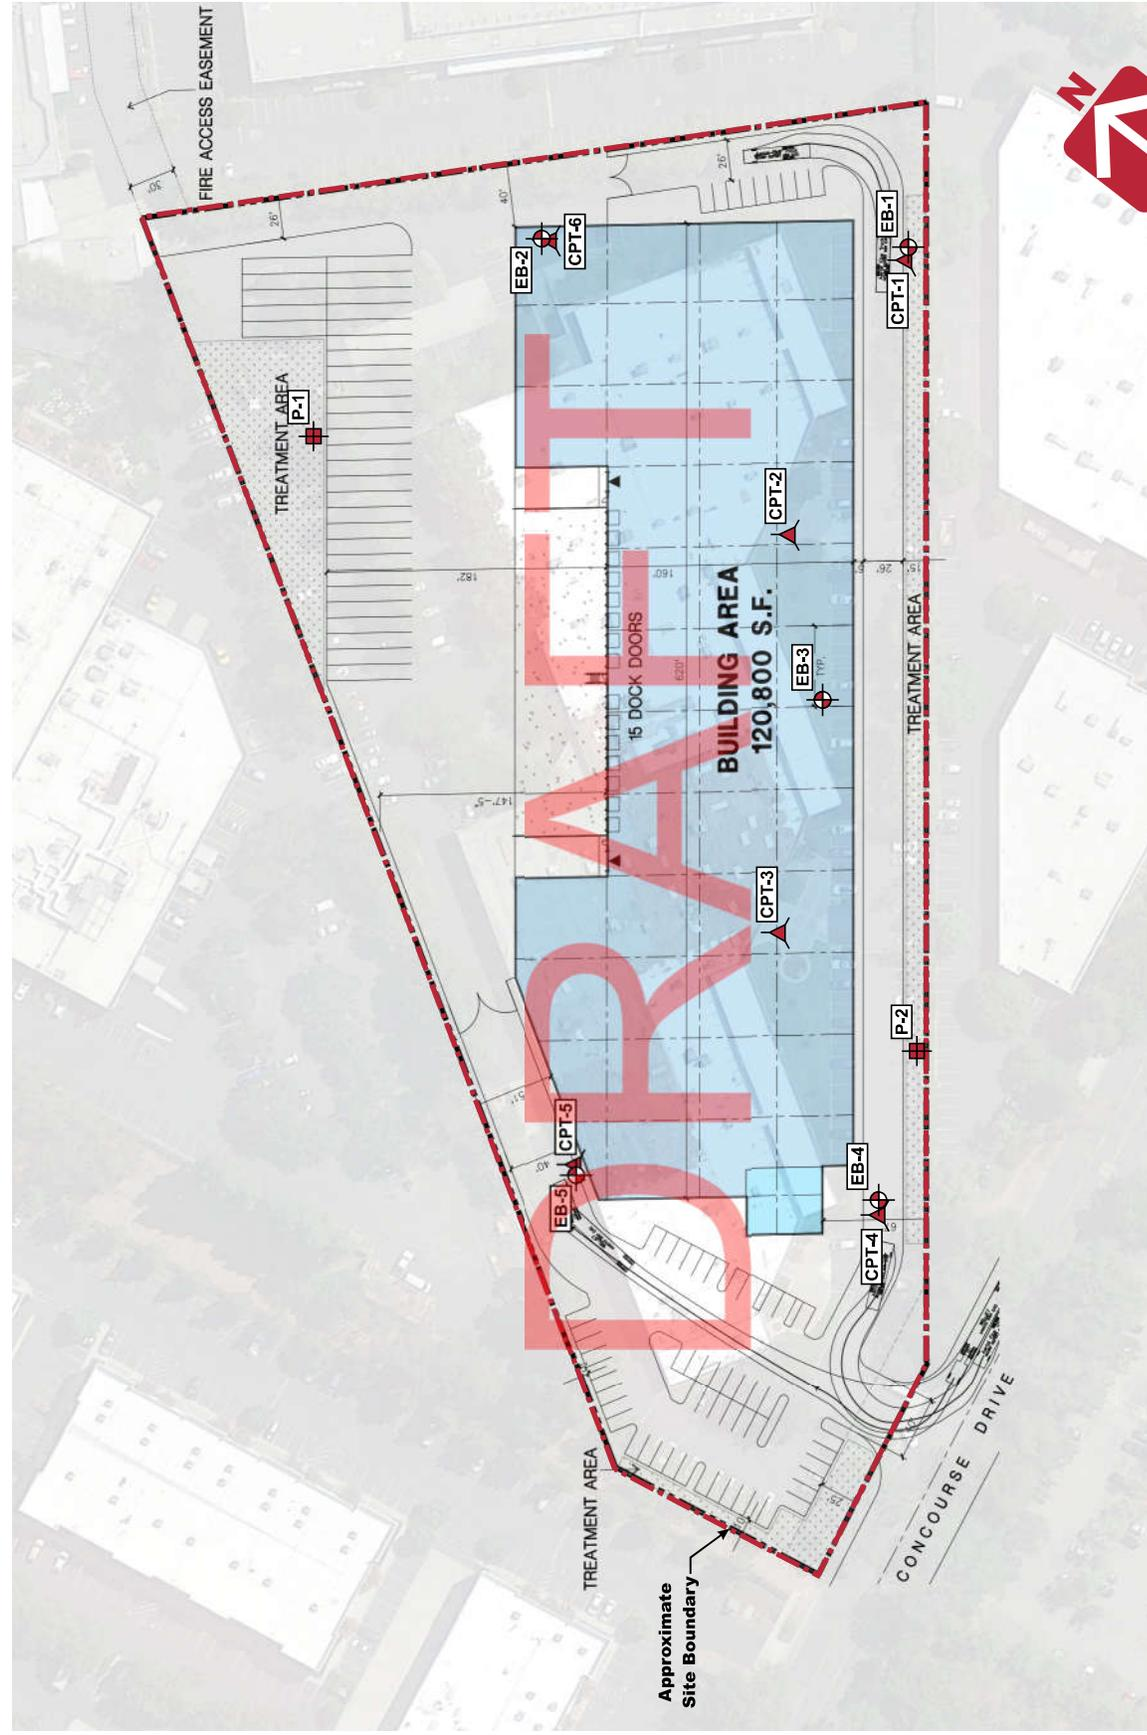 FIRE ACCESS EASEMENT
30'
26'
40'
26'
N
TREATMENT AREA
P-1
EB-2
CPT-6
EB-1
CPT-1
182'
160'
CPT-2
15 DOCK DOORS
620'
BUILDING AREA
120,800 S.F.
EB-3
TYP.
26'
15'
TREATMENT AREA
147'-5"
CPT-3
P-2
51'
40'
CPT-5
EB-5
EB-4
CPT-4
DRAFT
TREATMENT AREA
25'
CONCOURSE DRIVE
Approximate
Site Boundary